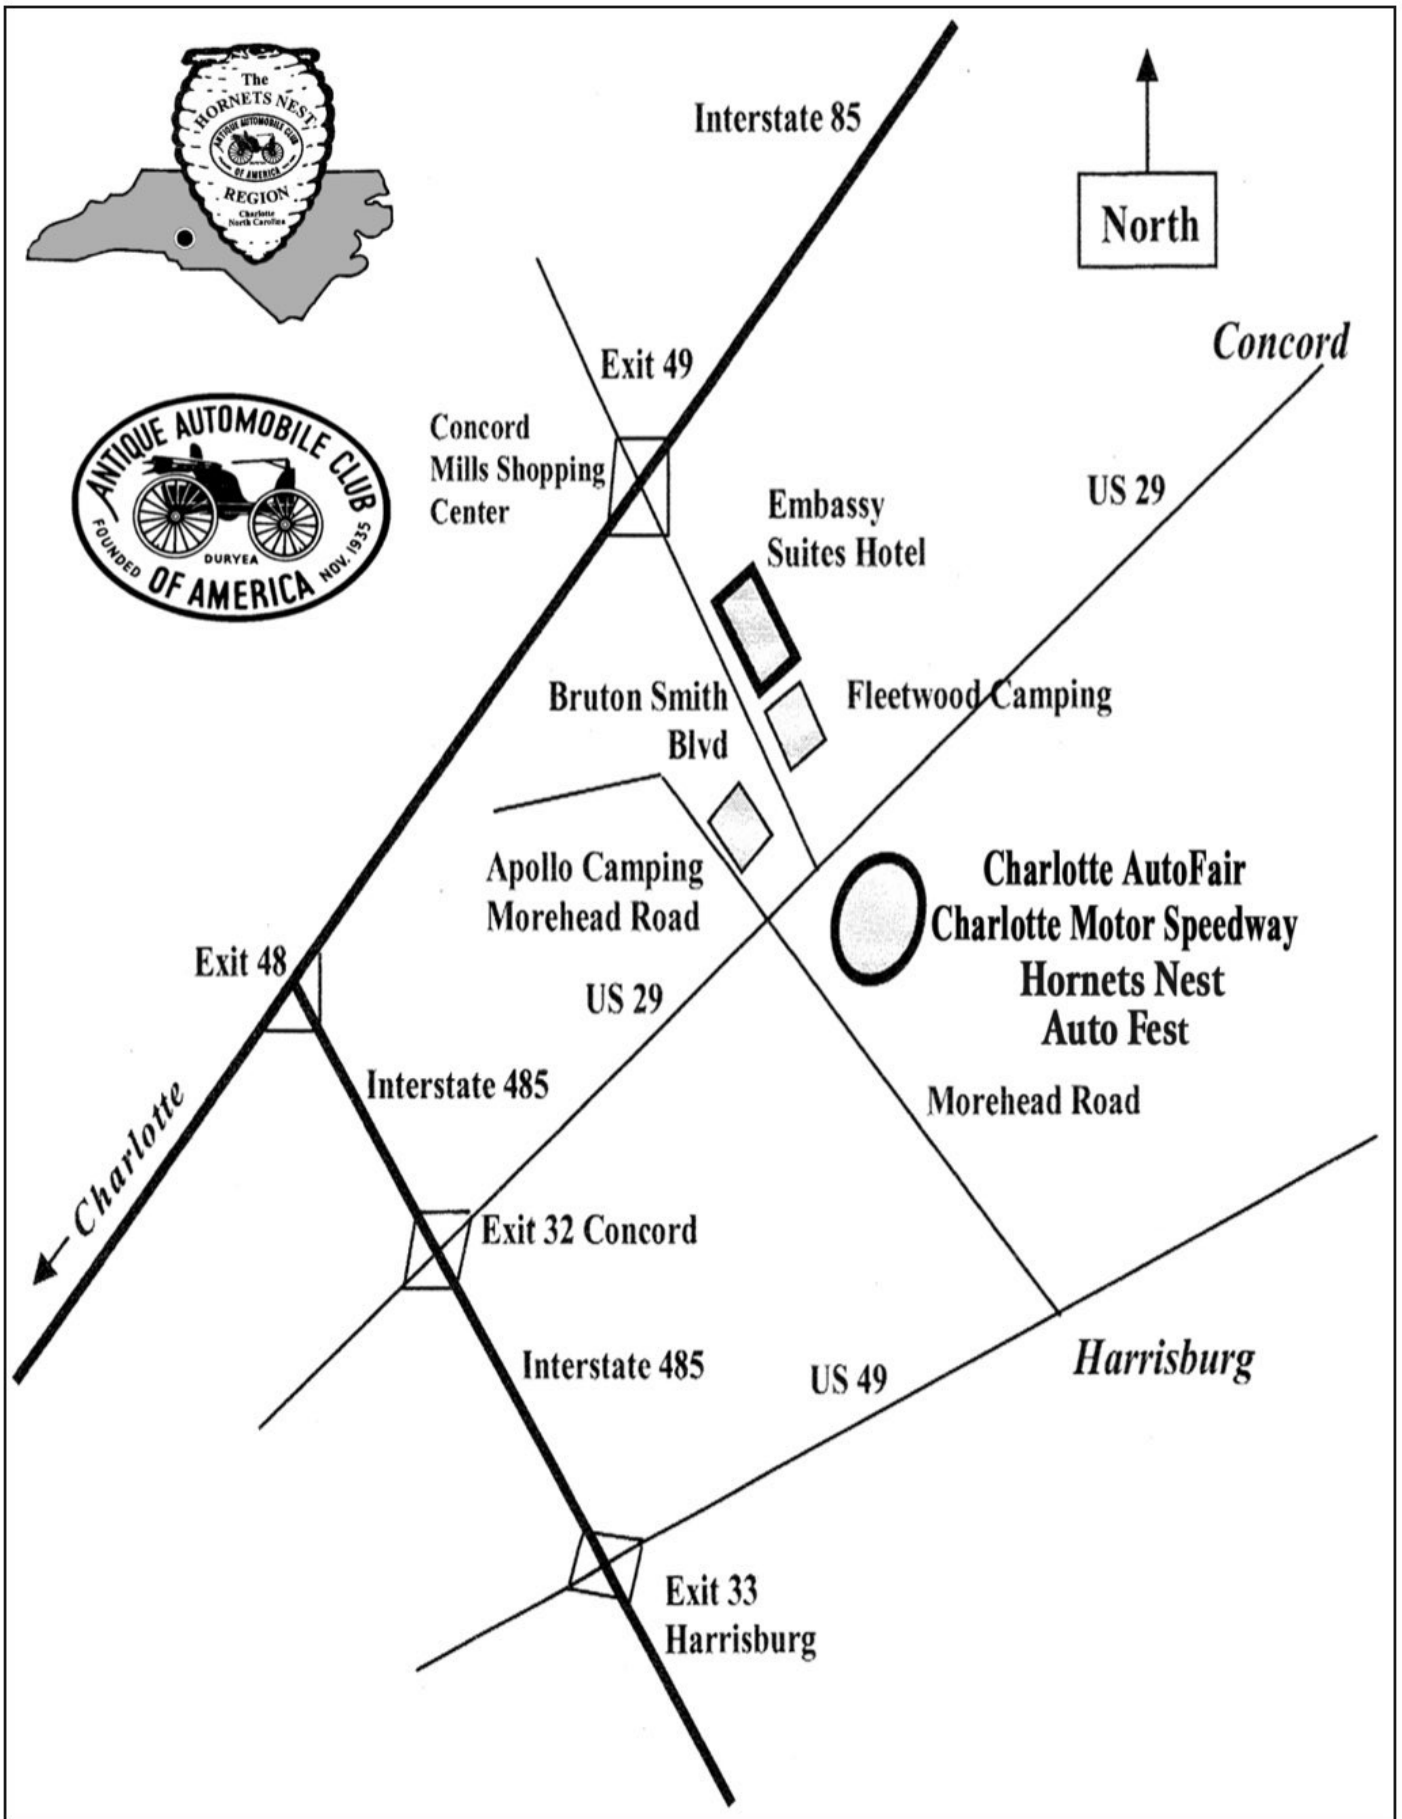 The
HORNETS NEST
ANTIQUE AUTOMOBILE CLUB
OF AMERICA
REGION
Charlotte
North Carolina
Interstate 85
North
Concord
Exit 49
ANTIQUE AUTOMOBILE CLUB
FOUNDED
DURYEA
NOV. 1935
OF AMERICA
Concord
Mills Shopping
Center
US 29
Embassy
Suites Hotel
Bruton Smith
Blvd
Fleetwood Camping
Apollo Camping
Morehead Road
Charlotte AutoFair
Charlotte Motor Speedway
Hornets Nest
Auto Fest
Exit 48
US 29
Interstate 485
Morehead Road
Charlotte
Exit 32 Concord
Interstate 485
US 49
Harrisburg
Exit 33
Harrisburg